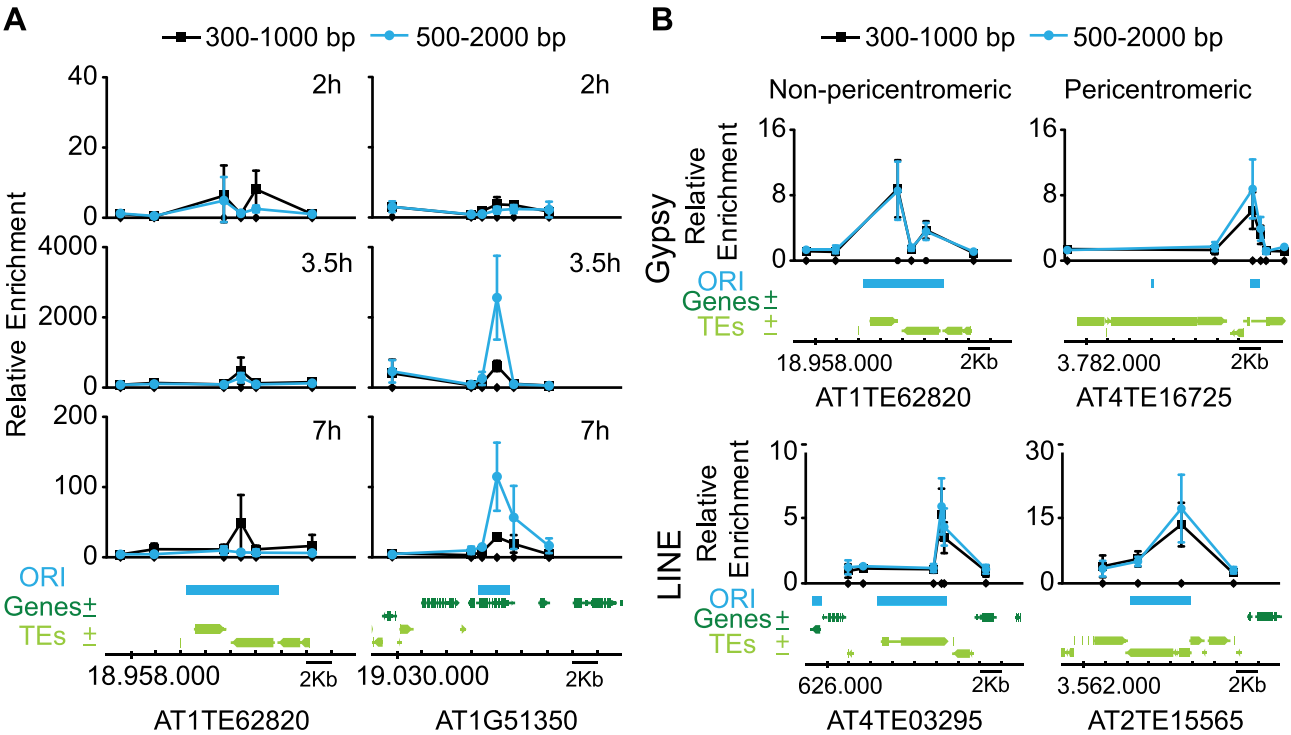 A
300-1000 bp
500-2000 bp
Relative Enrichment
40
20
0
2h
2h
4000
2000
0
3.5h
3.5h
200
100
0
7h
7h
ORI
Genes ±
TEs ±
18.958.000
2Kb
AT1TE62820
19.030.000
2Kb
AT1G51350
B
300-1000 bp
500-2000 bp
Non-pericentromeric
Pericentromeric
Gypsy
Relative
Enrichment
16
8
0
16
8
0
ORI
Genes ±
TEs ±
18.958.000
2Kb
AT1TE62820
3.782.000
2Kb
AT4TE16725
LINE
Relative
Enrichment
10
5
0
30
15
0
ORI
Genes ±
TEs ±
626.000
2Kb
AT4TE03295
3.562.000
2Kb
AT2TE15565